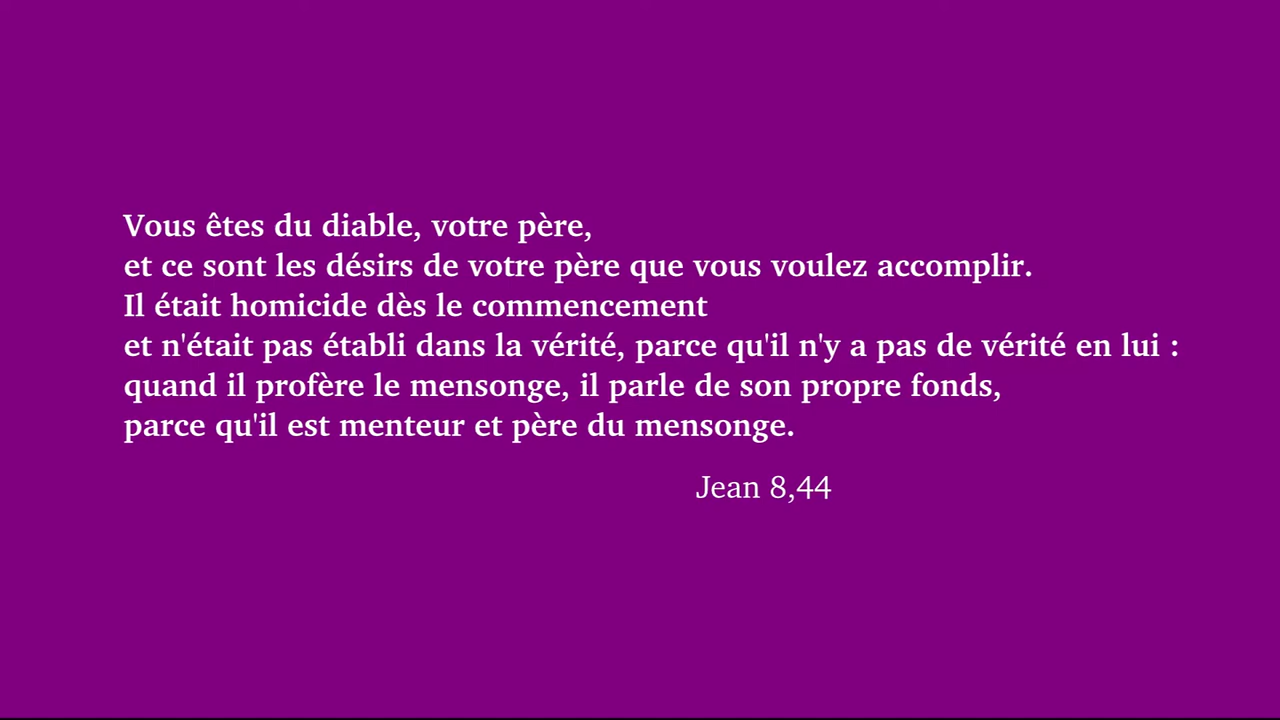 Vous êtes du diable, votre père,
et ce sont les désirs de votre père que vous voulez accomplir.
Il était homicide dès le commencement
et n'était pas établi dans la vérité, parce qu'il n'y a pas de vérité en lui :
quand il profère le mensonge, il parle de son propre fonds,
parce qu'il est menteur et père du mensonge.
Jean 8,44